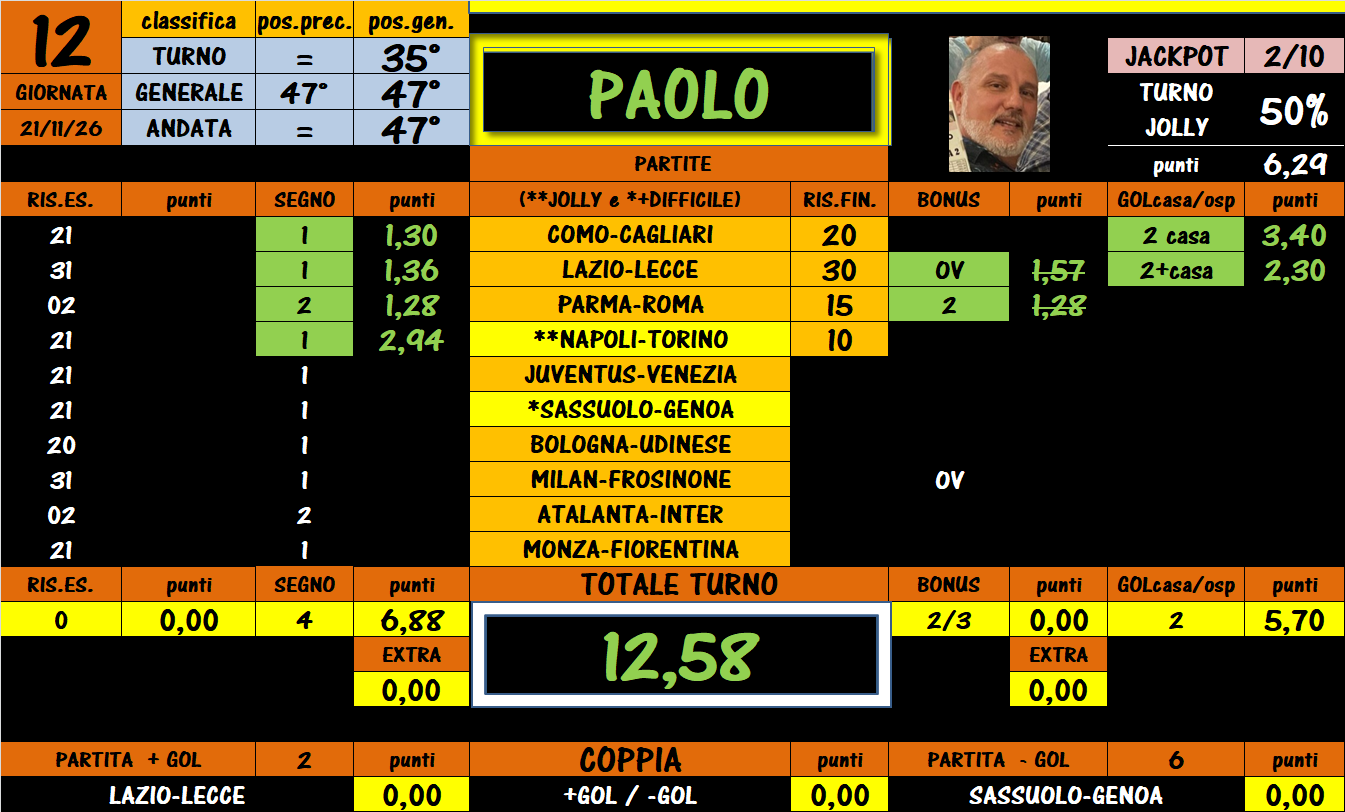 12 classifica pos.prec. pos.gen.
TURNO = 35° PAOLO JACKPOT 2/10
GIORNATA GENERALE 47° 47° TURNO JOLLY 50%
21/11/26 ANDATA = 47°
PARTITE punti 6,29
RIS.ES. punti SEGNO punti (**JOLLY e *+DIFFICILE) RIS.FIN. BONUS punti GOLcasa/osp punti
21 1 1,30 COMO-CAGLIARI 20 2 casa 3,40
31 1 1,36 LAZIO-LECCE 30 OV 1,57 2+casa 2,30
02 2 1,28 PARMA-ROMA 15 2 1,28
21 1 2,94 **NAPOLI-TORINO 10
21 1 JUVENTUS-VENEZIA
21 1 *SASSUOLO-GENOA
20 1 BOLOGNA-UDINESE
31 1 MILAN-FROSINONE OV
02 2 ATALANTA-INTER
21 1 MONZA-FIORENTINA
RIS.ES. punti SEGNO punti TOTALE TURNO BONUS punti GOLcasa/osp punti
0 0,00 4 6,88 12,58 2/3 0,00 2 5,70
EXTRA EXTRA
0,00 0,00
PARTITA + GOL 2 punti COPPIA punti PARTITA - GOL 6 punti
LAZIO-LECCE 0,00 +GOL / -GOL 0,00 SASSUOLO-GENOA 0,00